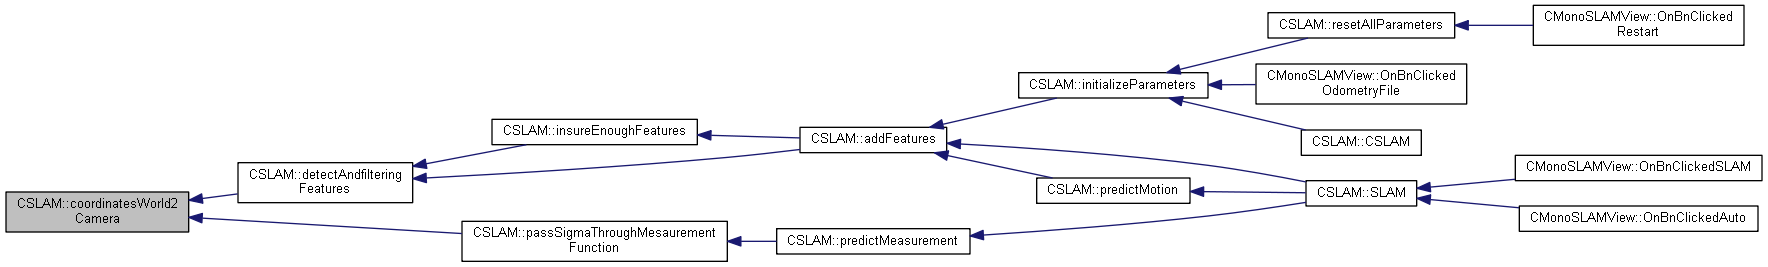 CSLAM::coordinatesWorld2
Camera
CSLAM::detectAndfiltering
Features
CSLAM::insureEnoughFeatures
CSLAM::addFeatures
CSLAM::initializeParameters
CSLAM::resetAllParameters
CMonoSLAMView::OnBnClicked
Restart
CMonoSLAMView::OnBnClicked
OdometryFile
CSLAM::CSLAM
CSLAM::predictMotion
CSLAM::SLAM
CMonoSLAMView::OnBnClickedSLAM
CMonoSLAMView::OnBnClickedAuto
CSLAM::passSigmaThroughMesaurement
Function
CSLAM::predictMeasurement